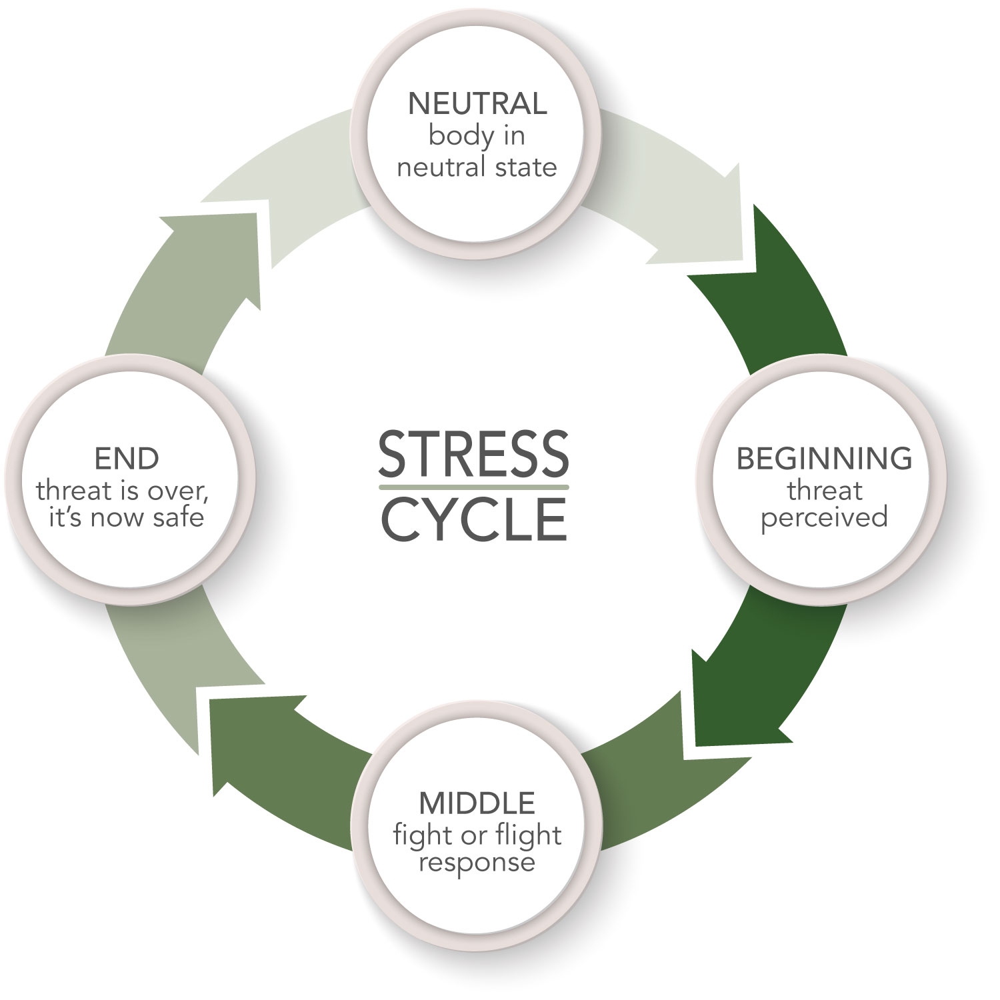 NEUTRAL
body in
neutral state
BEGINNING
threat
perceived
MIDDLE
fight or flight
response
END
threat is over,
it’s now safe
STRESS
CYCLE